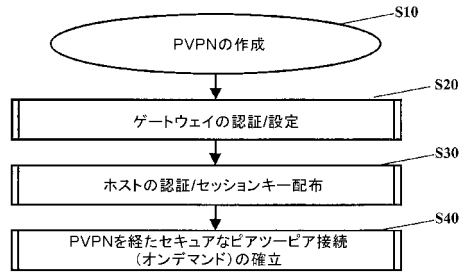 S10
PVPNの作成
S20
ゲートウェイの認証/設定
S30
ホストの認証/セッションキー配布
S40
PVPNを経たセキュアなピアツーピア接続
(オンデマンド)の確立